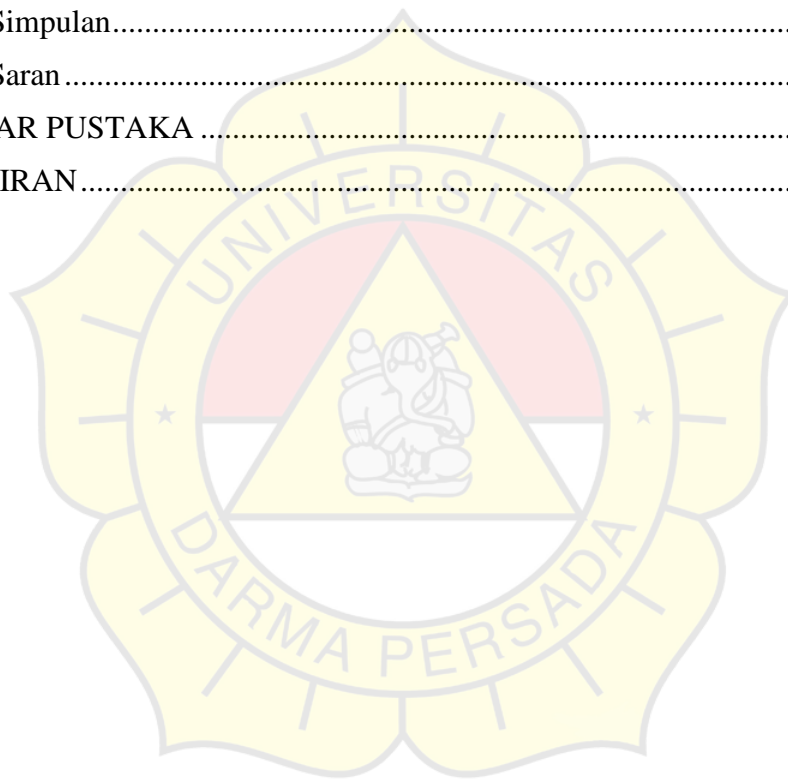 Simpulan
Saran
AR PUSTAKA
IRAN
UNIVERSITAS
DARMA PERSADA